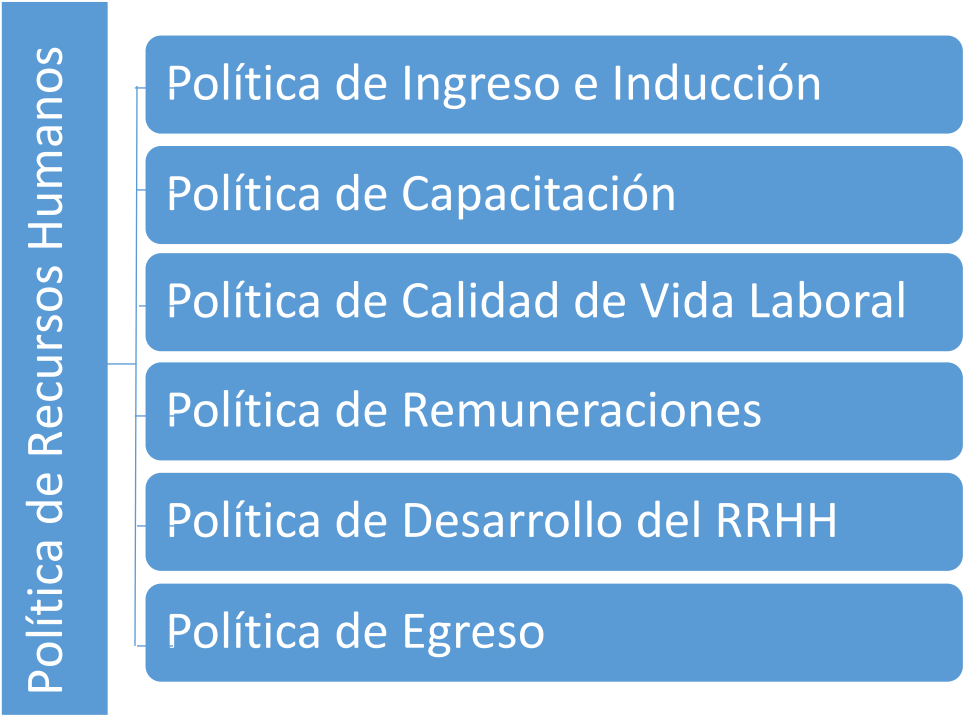 Política de Recursos Humanos
Política de Ingreso e Inducción
Política de Capacitación
Política de Calidad de Vida Laboral
Política de Remuneraciones
Política de Desarrollo del RRHH
Política de Egreso